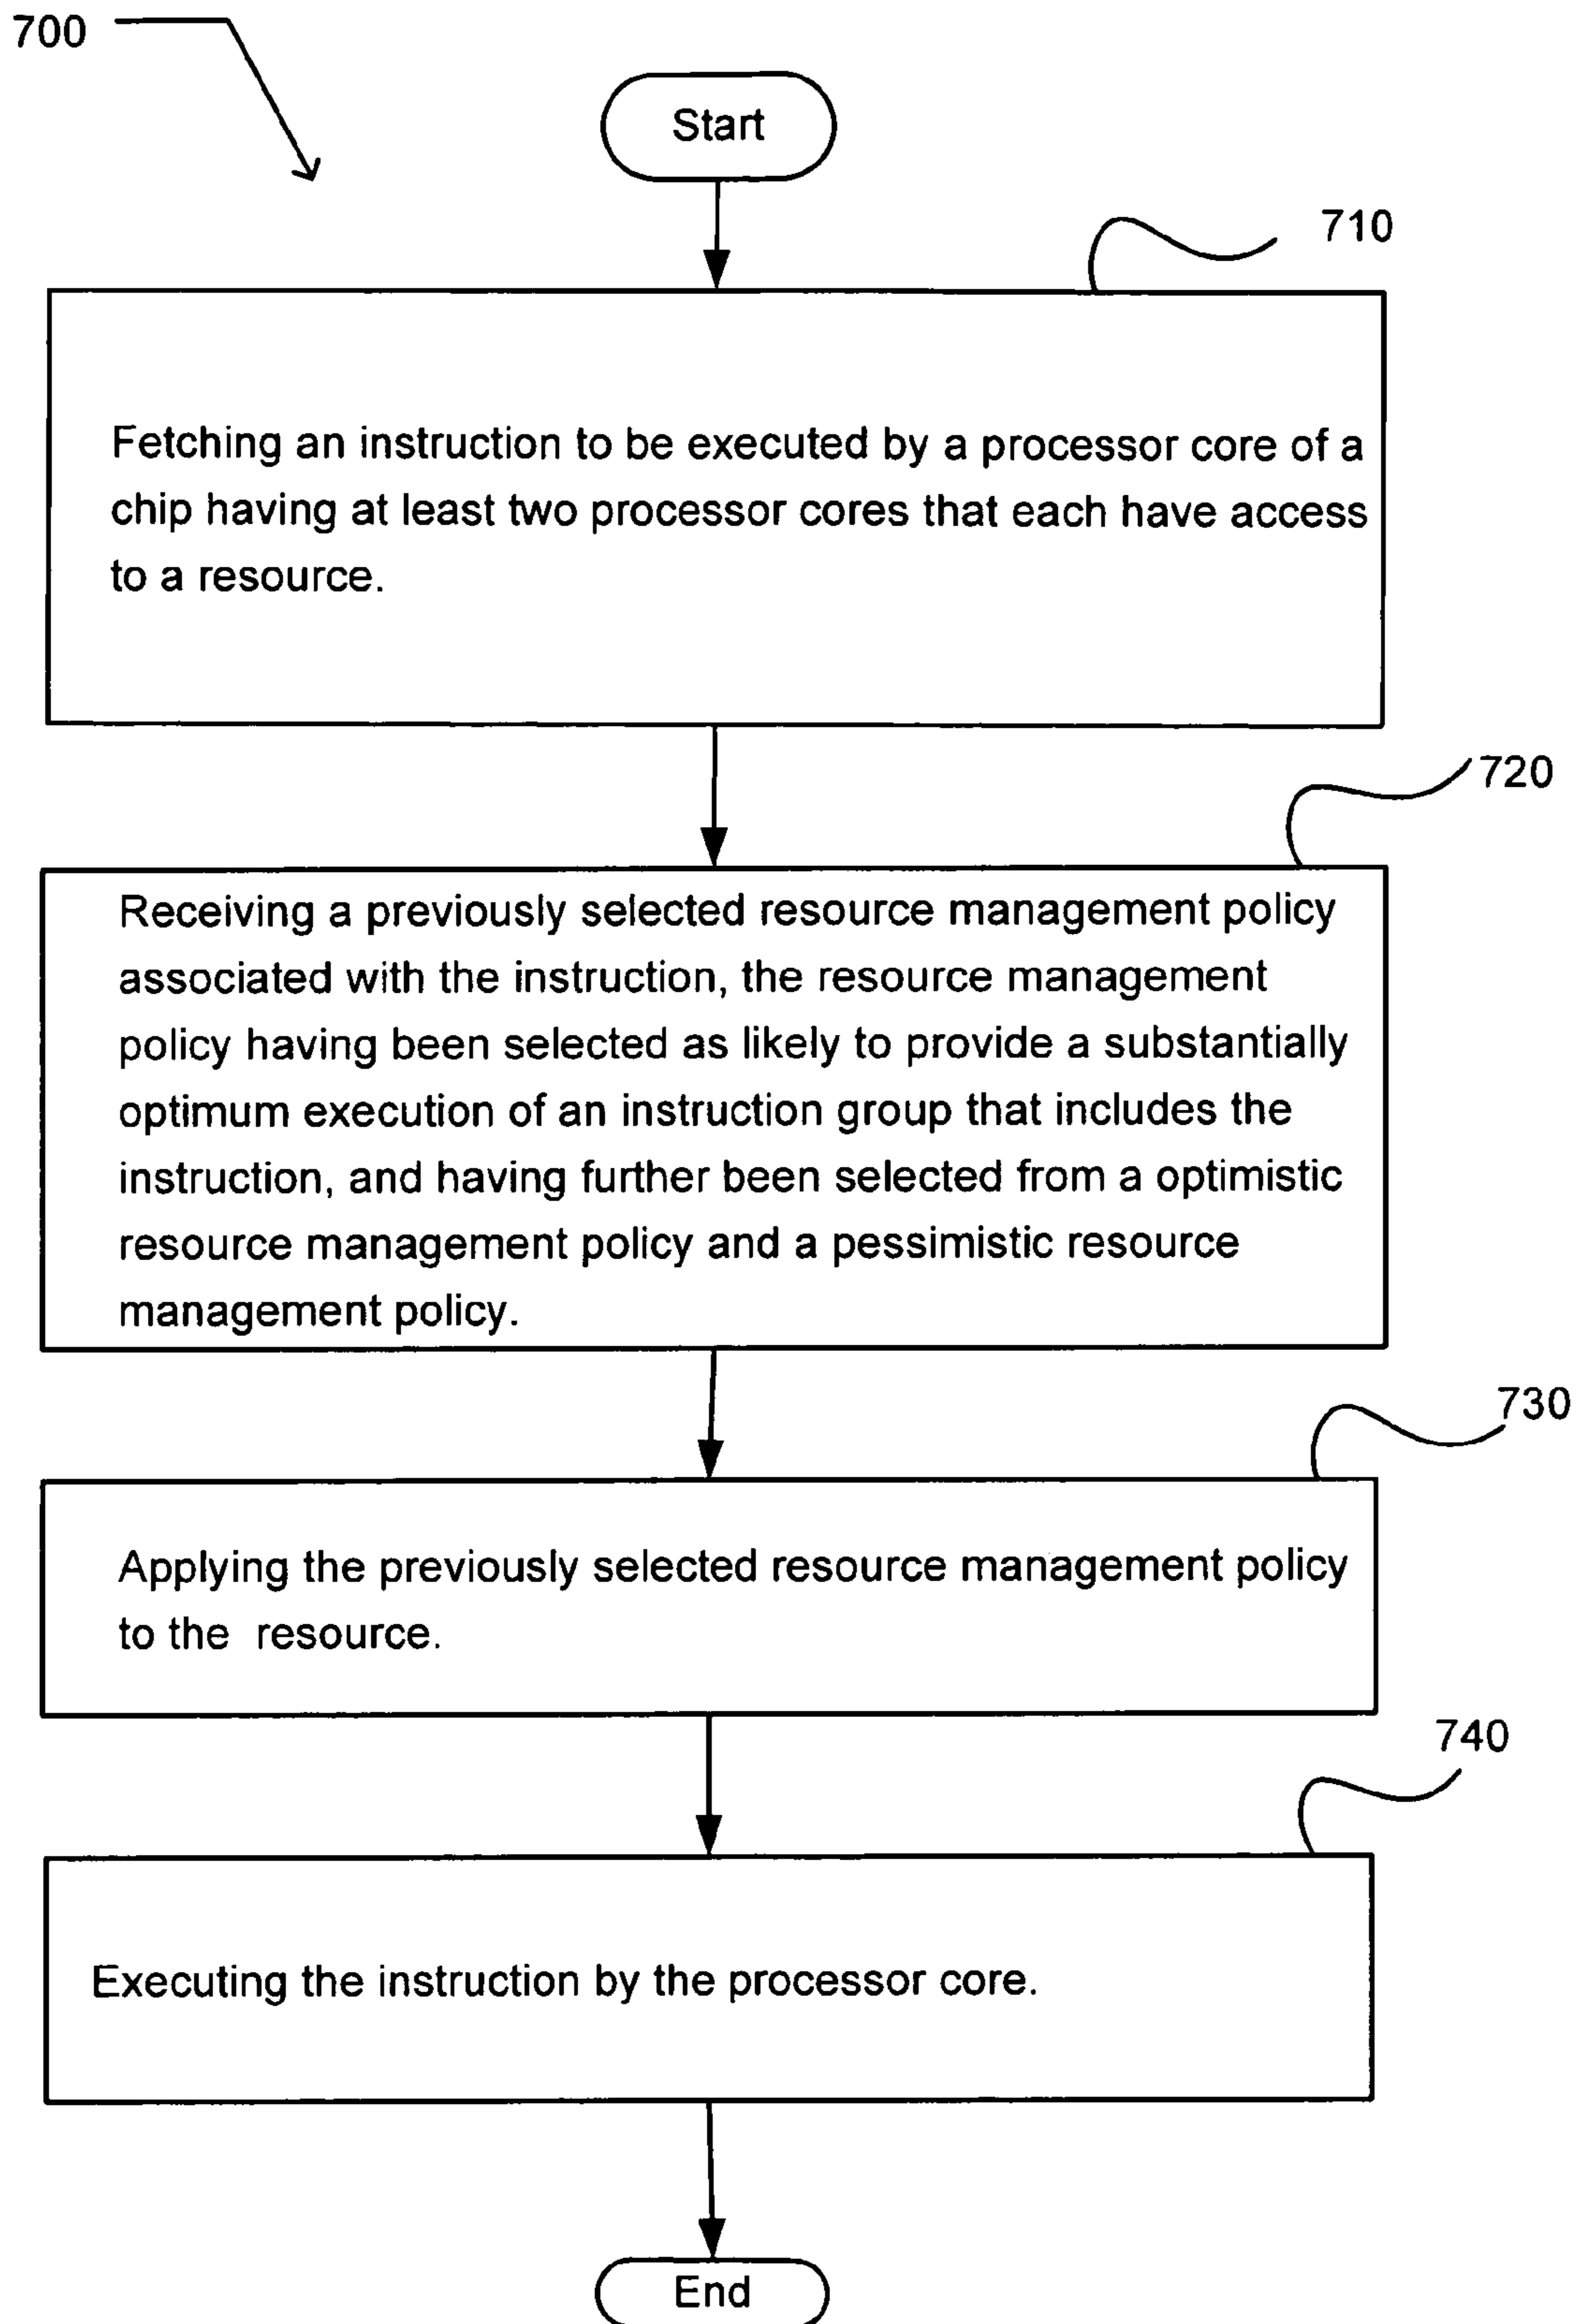 700
Start
710
Fetching an instruction to be executed by a processor core of a
chip having at least two processor cores that each have access
to a resource.
720
Receiving a previously selected resource management policy
associated with the instruction, the resource management
policy having been selected as likely to provide a substantially
optimum execution of an instruction group that includes the
instruction, and having further been selected from a optimistic
resource management policy and a pessimistic resource
management policy.
730
Applying the previously selected resource management policy
to the resource.
740
Executing the instruction by the processor core.
End